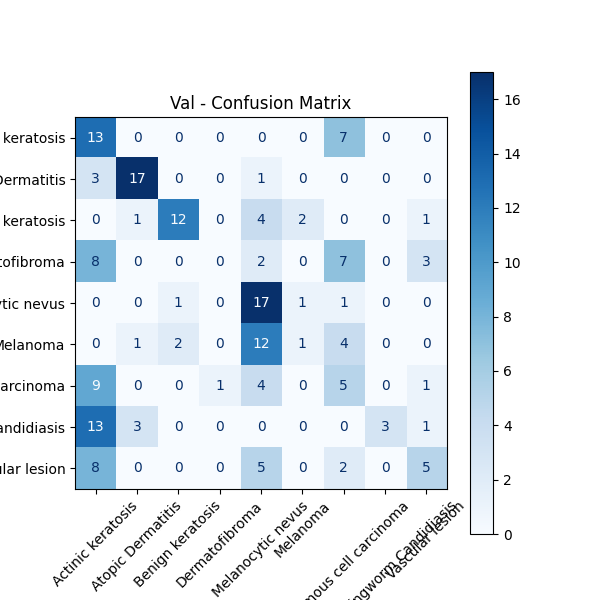 Val - Confusion Matrix
keratosis 13 0 0 0 0 0 7 0 0
Dermatitis 3 17 0 0 1 0 0 0 0
keratosis 0 1 12 0 4 2 0 0 1
tofibroma 8 0 0 0 2 0 7 0 3
ytic nevus 0 0 1 0 17 1 1 0 0
Melanoma 0 1 2 0 12 1 4 0 0
arcinoma 9 0 0 1 4 0 5 0 1
andidiasis 13 3 0 0 0 0 0 3 1
ular lesion 8 0 0 0 5 0 2 0 5
Actinic keratosis
Atopic Dermatitis
Benign keratosis
Dermatofibroma
Melanocytic nevus
Melanoma
mous cell carcinoma
ingworm Candidiasis
Vascular lesion
16
14
12
10
8
6
4
2
0